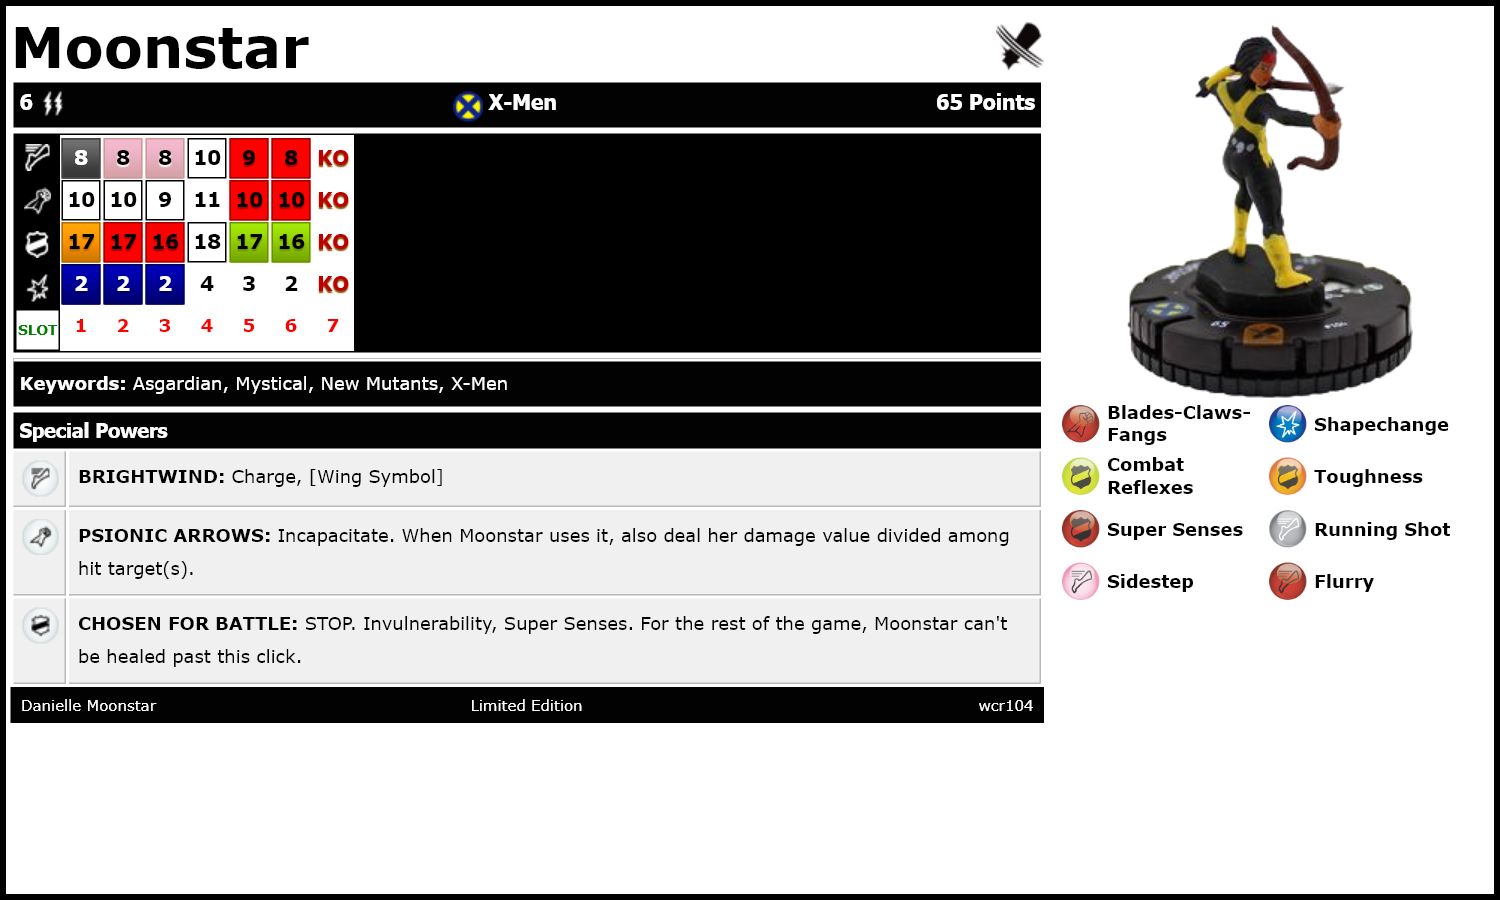 Moonstar
6 X-Men 65 Points
8 8 8 10 9 8 KO
10 10 9 11 10 10 KO
17 17 16 18 17 16 KO
2 2 2 4 3 2 KO
SLOT 1 2 3 4 5 6 7
Keywords: Asgardian, Mystical, New Mutants, X-Men
Special Powers
BRIGHTWIND: Charge, [Wing Symbol]
PSIONIC ARROWS: Incapacitate. When Moonstar uses it, also deal her damage value divided among
hit target(s).
CHOSEN FOR BATTLE: STOP. Invulnerability, Super Senses. For the rest of the game, Moonstar can't
be healed past this click.
Danielle Moonstar Limited Edition wcr104
65
Blades-Claws-
Fangs
Shapechange
Combat
Reflexes
Toughness
Super Senses
Running Shot
Sidestep
Flurry